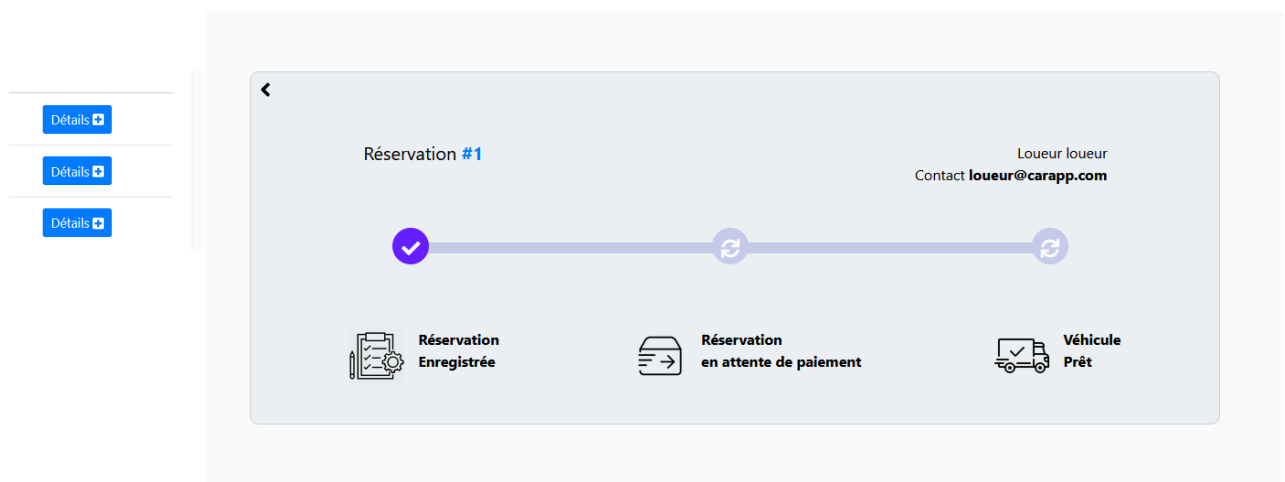 Détails
Détails
Détails
Réservation #1
Loueur loueur
Contact loueur@carapp.com
Réservation
Enregistrée
Réservation
en attente de paiement
Véhicule
Prêt